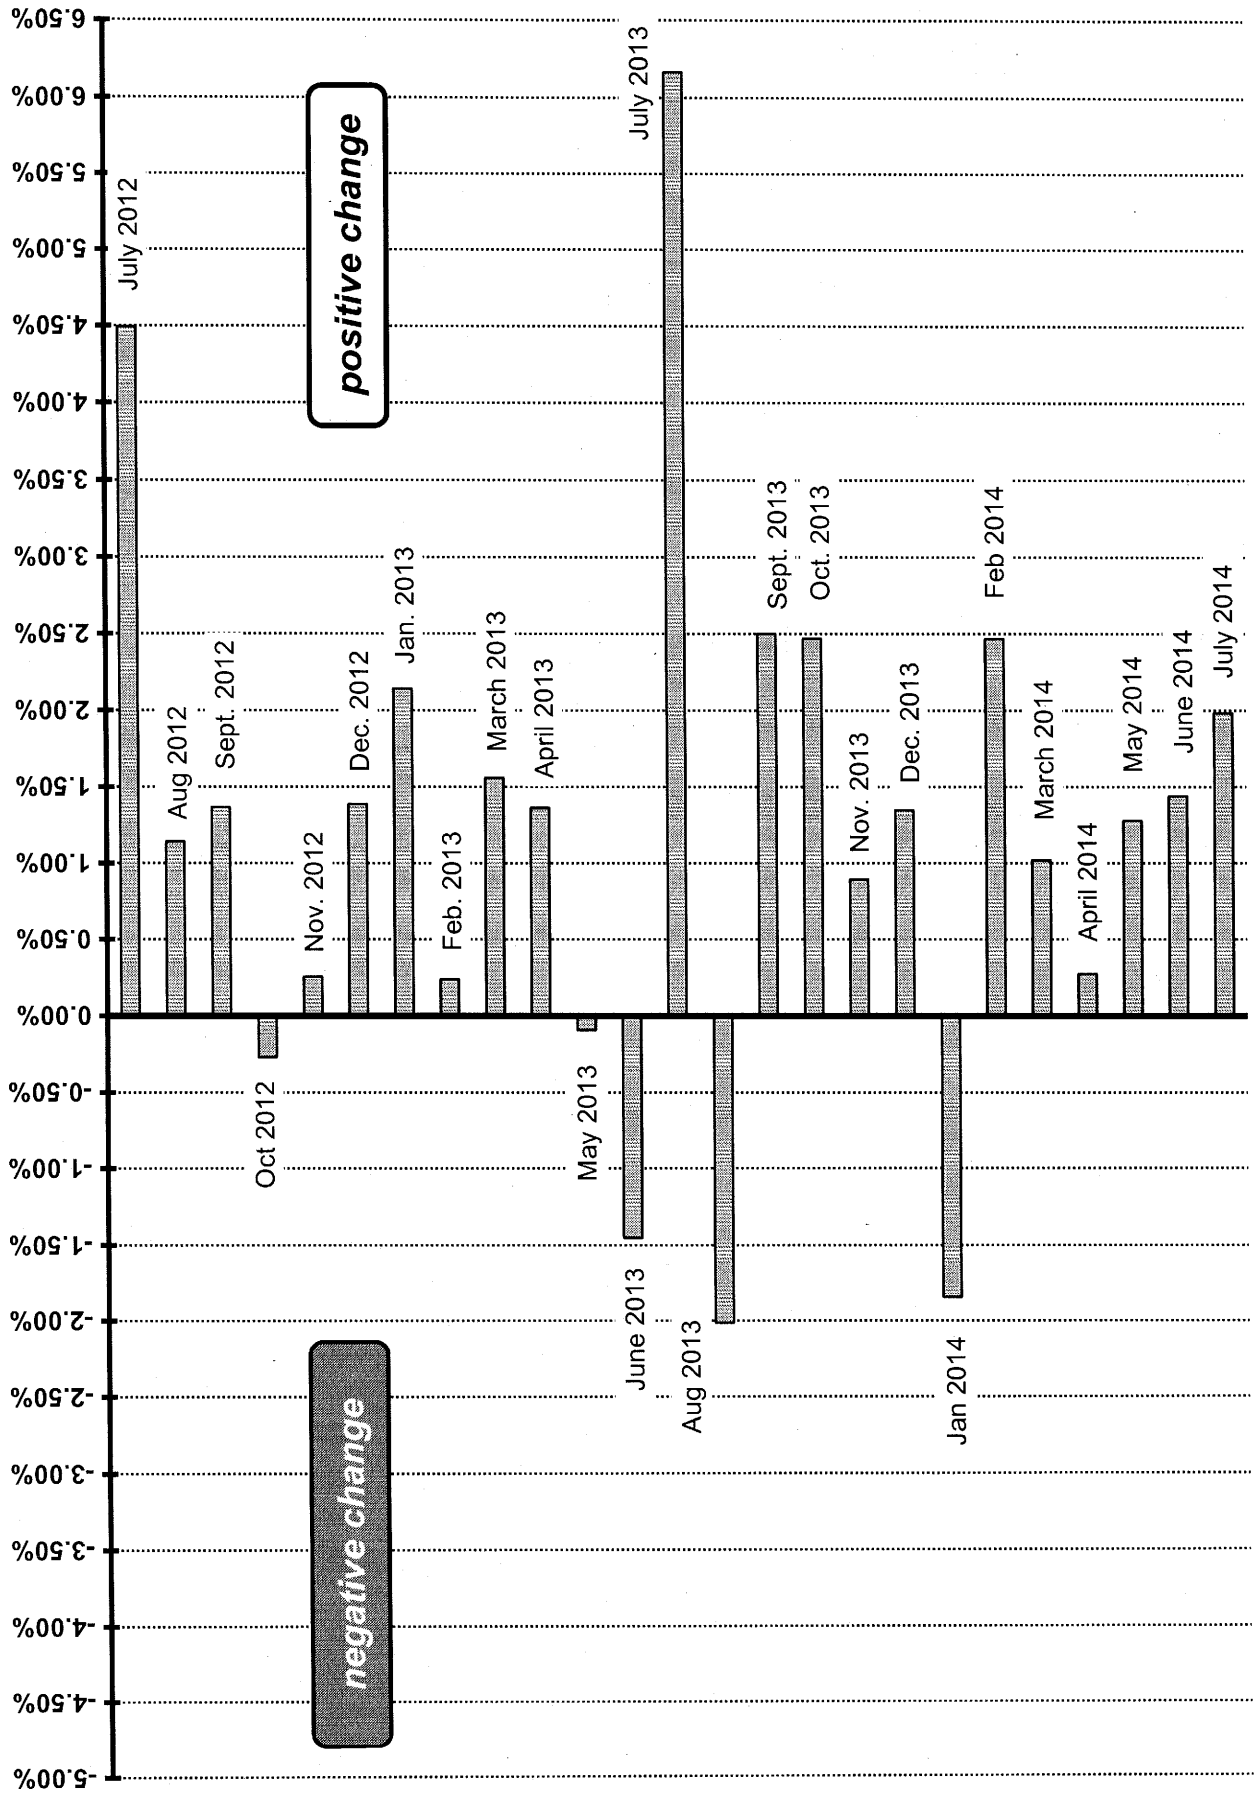 6.50%
6.00%
5.50%
5.00%
4.50%
4.00%
3.50%
3.00%
2.50%
2.00%
1.50%
1.00%
0.50%
0.00%
-0.50%
-1.00%
-1.50%
-2.00%
-2.50%
-3.00%
-3.50%
-4.00%
-4.50%
-5.00%
positive change
negative change
July 2012
Aug 2012
Sept. 2012
Oct 2012
Nov. 2012
Dec. 2012
Jan. 2013
Feb. 2013
March 2013
April 2013
May 2013
June 2013
July 2013
Aug 2013
Sept. 2013
Oct. 2013
Nov. 2013
Dec. 2013
Jan 2014
Feb 2014
March 2014
April 2014
May 2014
June 2014
July 2014